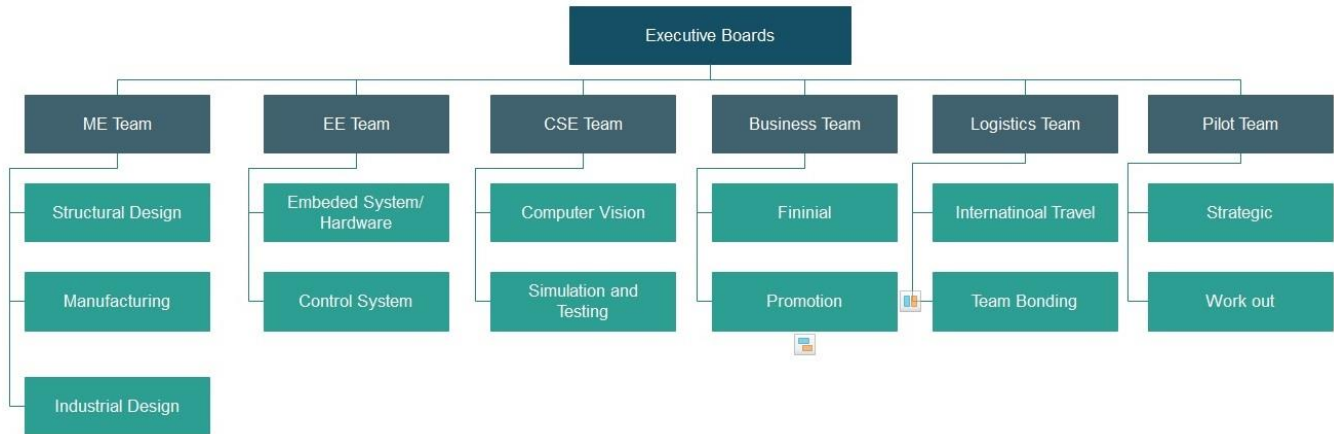 Executive Boards
ME Team
EE Team
CSE Team
Business Team
Logistics Team
Pilot Team
Structural Design
Embeded System/
Hardware
Computer Vision
Fininial
Internatinoal Travel
Strategic
Manufacturing
Control System
Simulation and
Testing
Promotion
Team Bonding
Work out
Industrial Design